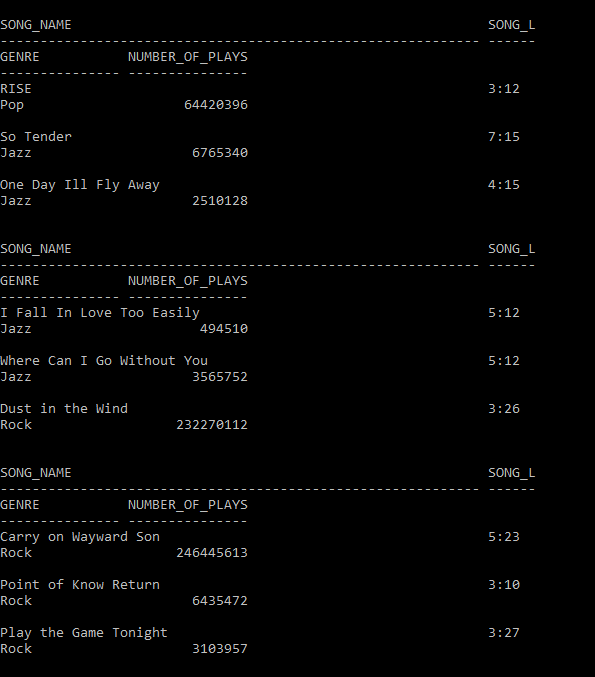 SONG_NAME SONG_L
------------------------------------------------------------ ------
GENRE NUMBER_OF_PLAYS
--------------- ---------------
RISE 3:12
Pop 64420396
So Tender 7:15
Jazz 6765340
One Day Ill Fly Away 4:15
Jazz 2510128
SONG_NAME SONG_L
------------------------------------------------------------ ------
GENRE NUMBER_OF_PLAYS
--------------- ---------------
I Fall In Love Too Easily 5:12
Jazz 494510
Where Can I Go Without You 5:12
Jazz 3565752
Dust in the Wind 3:26
Rock 232270112
SONG_NAME SONG_L
------------------------------------------------------------ ------
GENRE NUMBER_OF_PLAYS
--------------- ---------------
Carry on Wayward Son 5:23
Rock 246445613
Point of Know Return 3:10
Rock 6435472
Play the Game Tonight 3:27
Rock 3103957